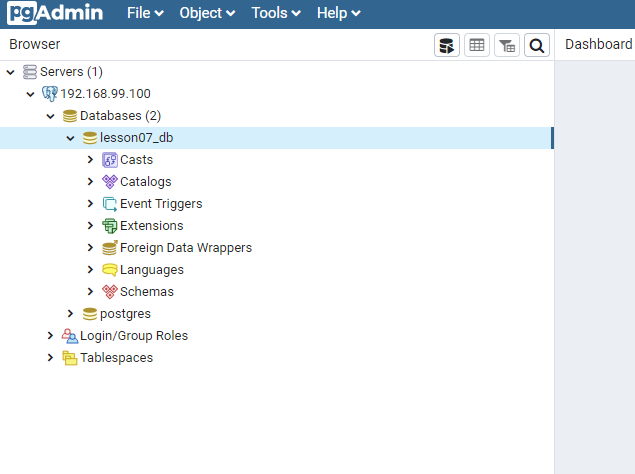 pgAdmin File Object Tools Help
Browser Dashboard
Servers (1)
192.168.99.100
Databases (2)
lesson07_db
Casts
Catalogs
Event Triggers
Extensions
Foreign Data Wrappers
Languages
Schemas
postgres
Login/Group Roles
Tablespaces